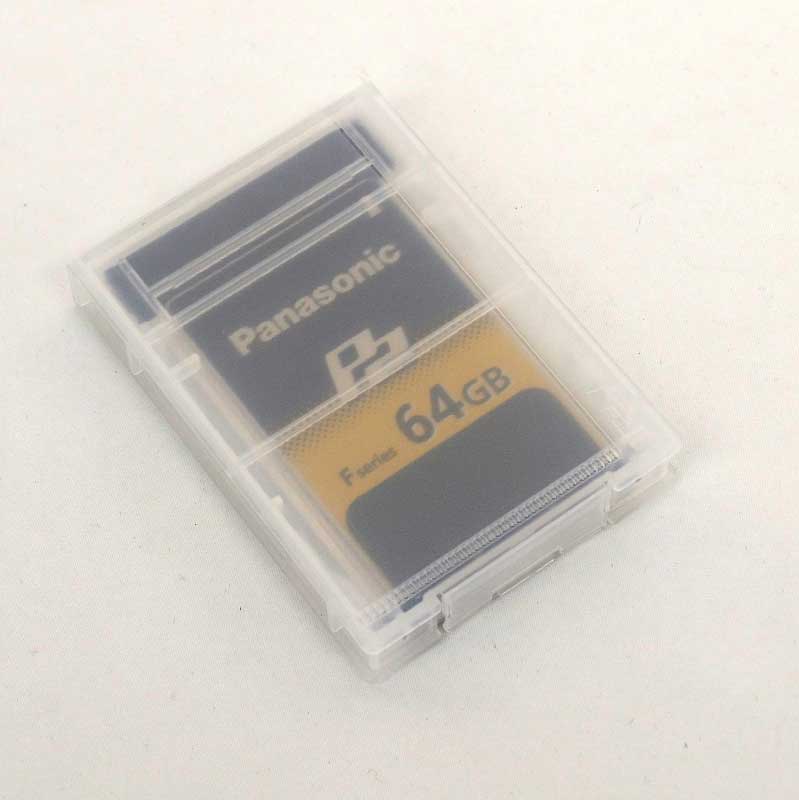 Panasonic
P2
F series 64GB